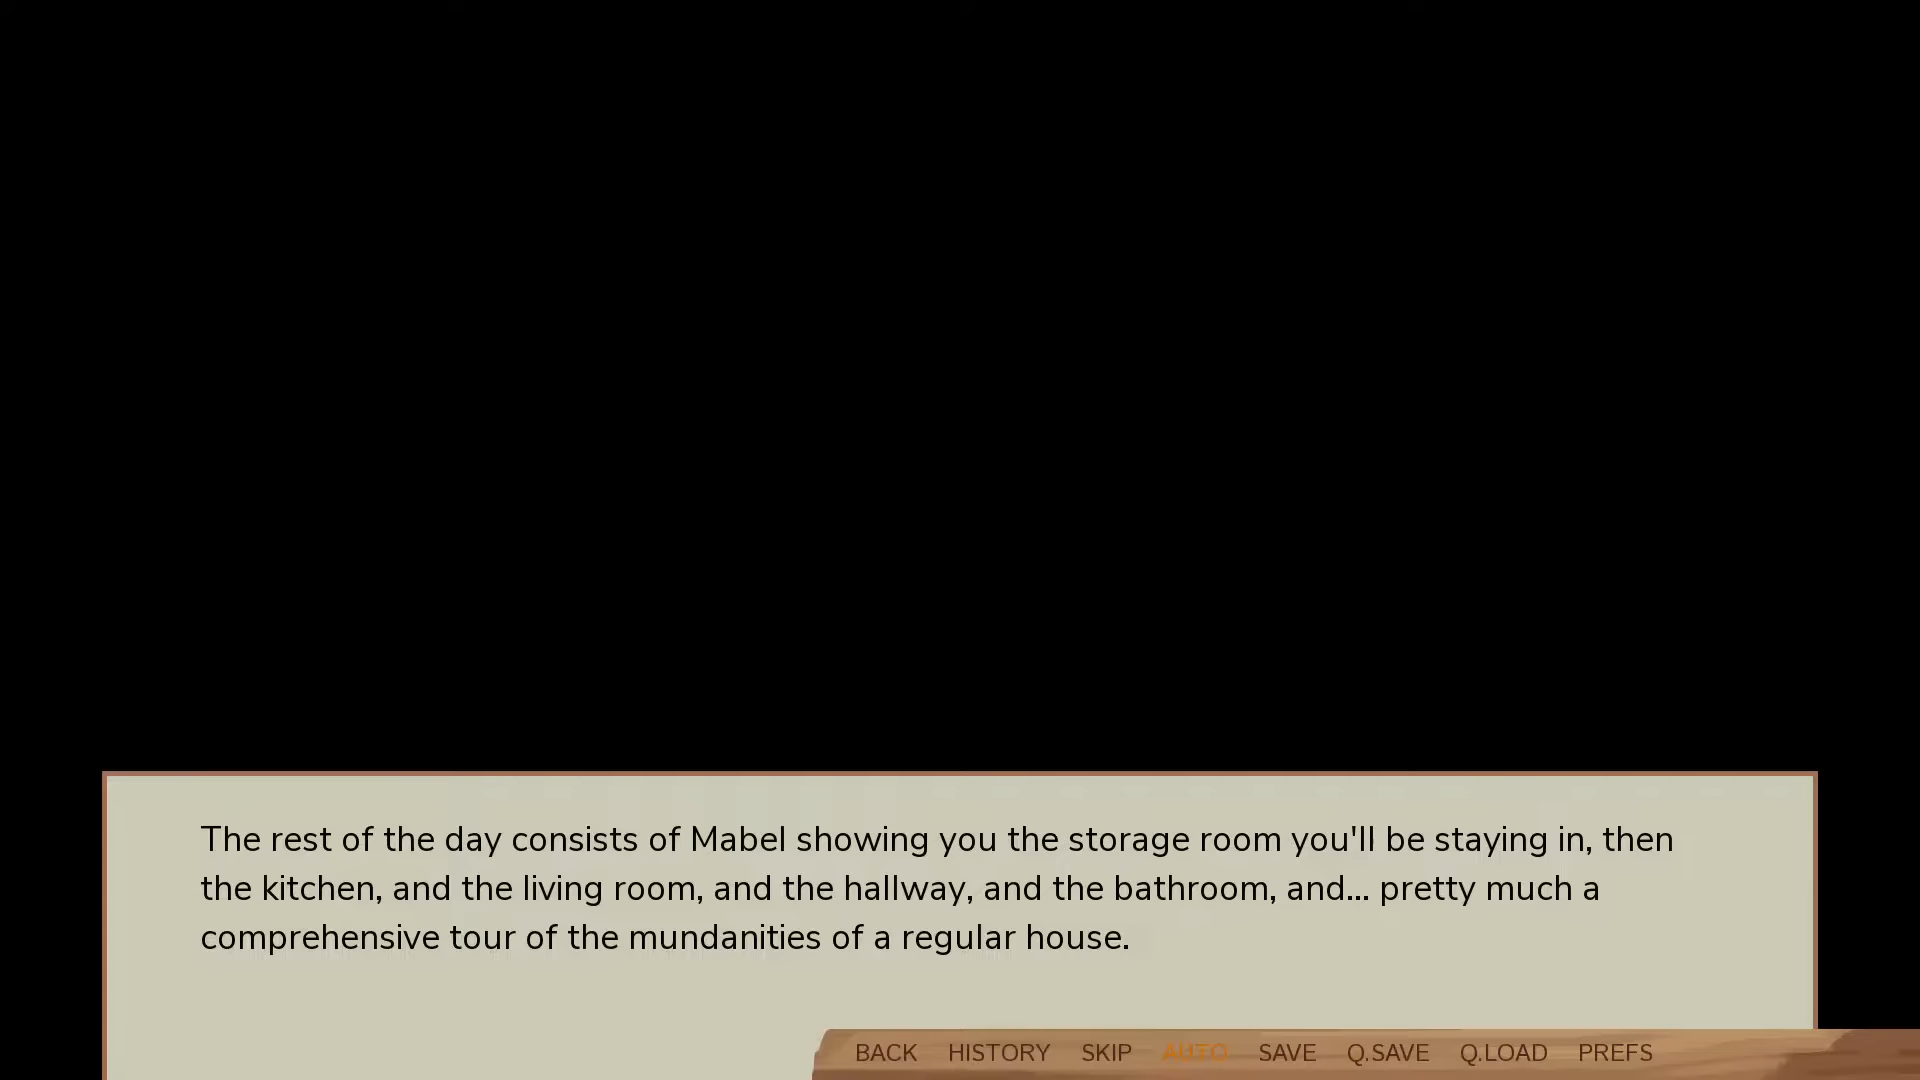 The rest of the day consists of Mabel showing you the storage room you'll be staying in, then
the kitchen, and the living room, and the hallway, and the bathroom, and... pretty much a
comprehensive tour of the mundanities of a regular house.
BACK HISTORY SKIP AUTO SAVE Q.SAVE Q.LOAD PREFS